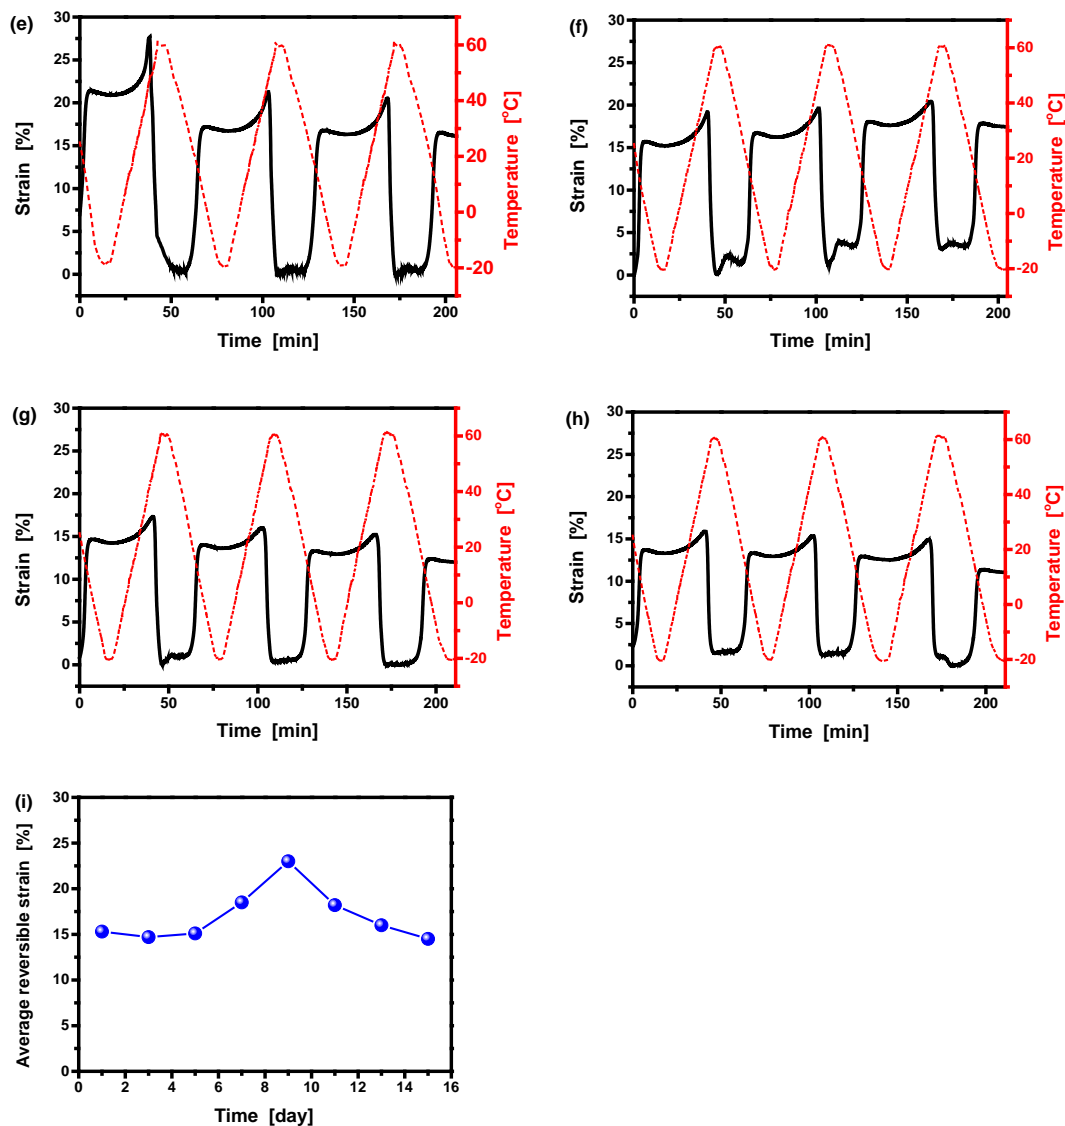 (e)
30
25
20
15
10
5
0
Strain [%]
60
40
20
0
-20
Temperature [°C]
0 50 100 150 200
Time [min]
(f)
30
25
20
15
10
5
0
Strain [%]
60
40
20
0
-20
Temperature [°C]
0 50 100 150 200
Time [min]
(g)
30
25
20
15
10
5
0
Strain [%]
60
40
20
0
-20
Temperature [°C]
0 50 100 150 200
Time [min]
(h)
30
25
20
15
10
5
0
Strain [%]
60
40
20
0
-20
Temperature [°C]
0 50 100 150 200
Time [min]
(i)
30
25
20
15
10
5
0
Average reversible strain [%]
0 2 4 6 8 10 12 14 16
Time [day]